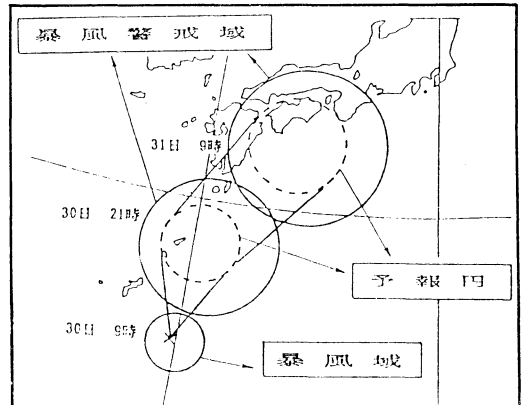 暴風警戒域
31日 9時
30日 21時
予報円
30日 9時
暴風域